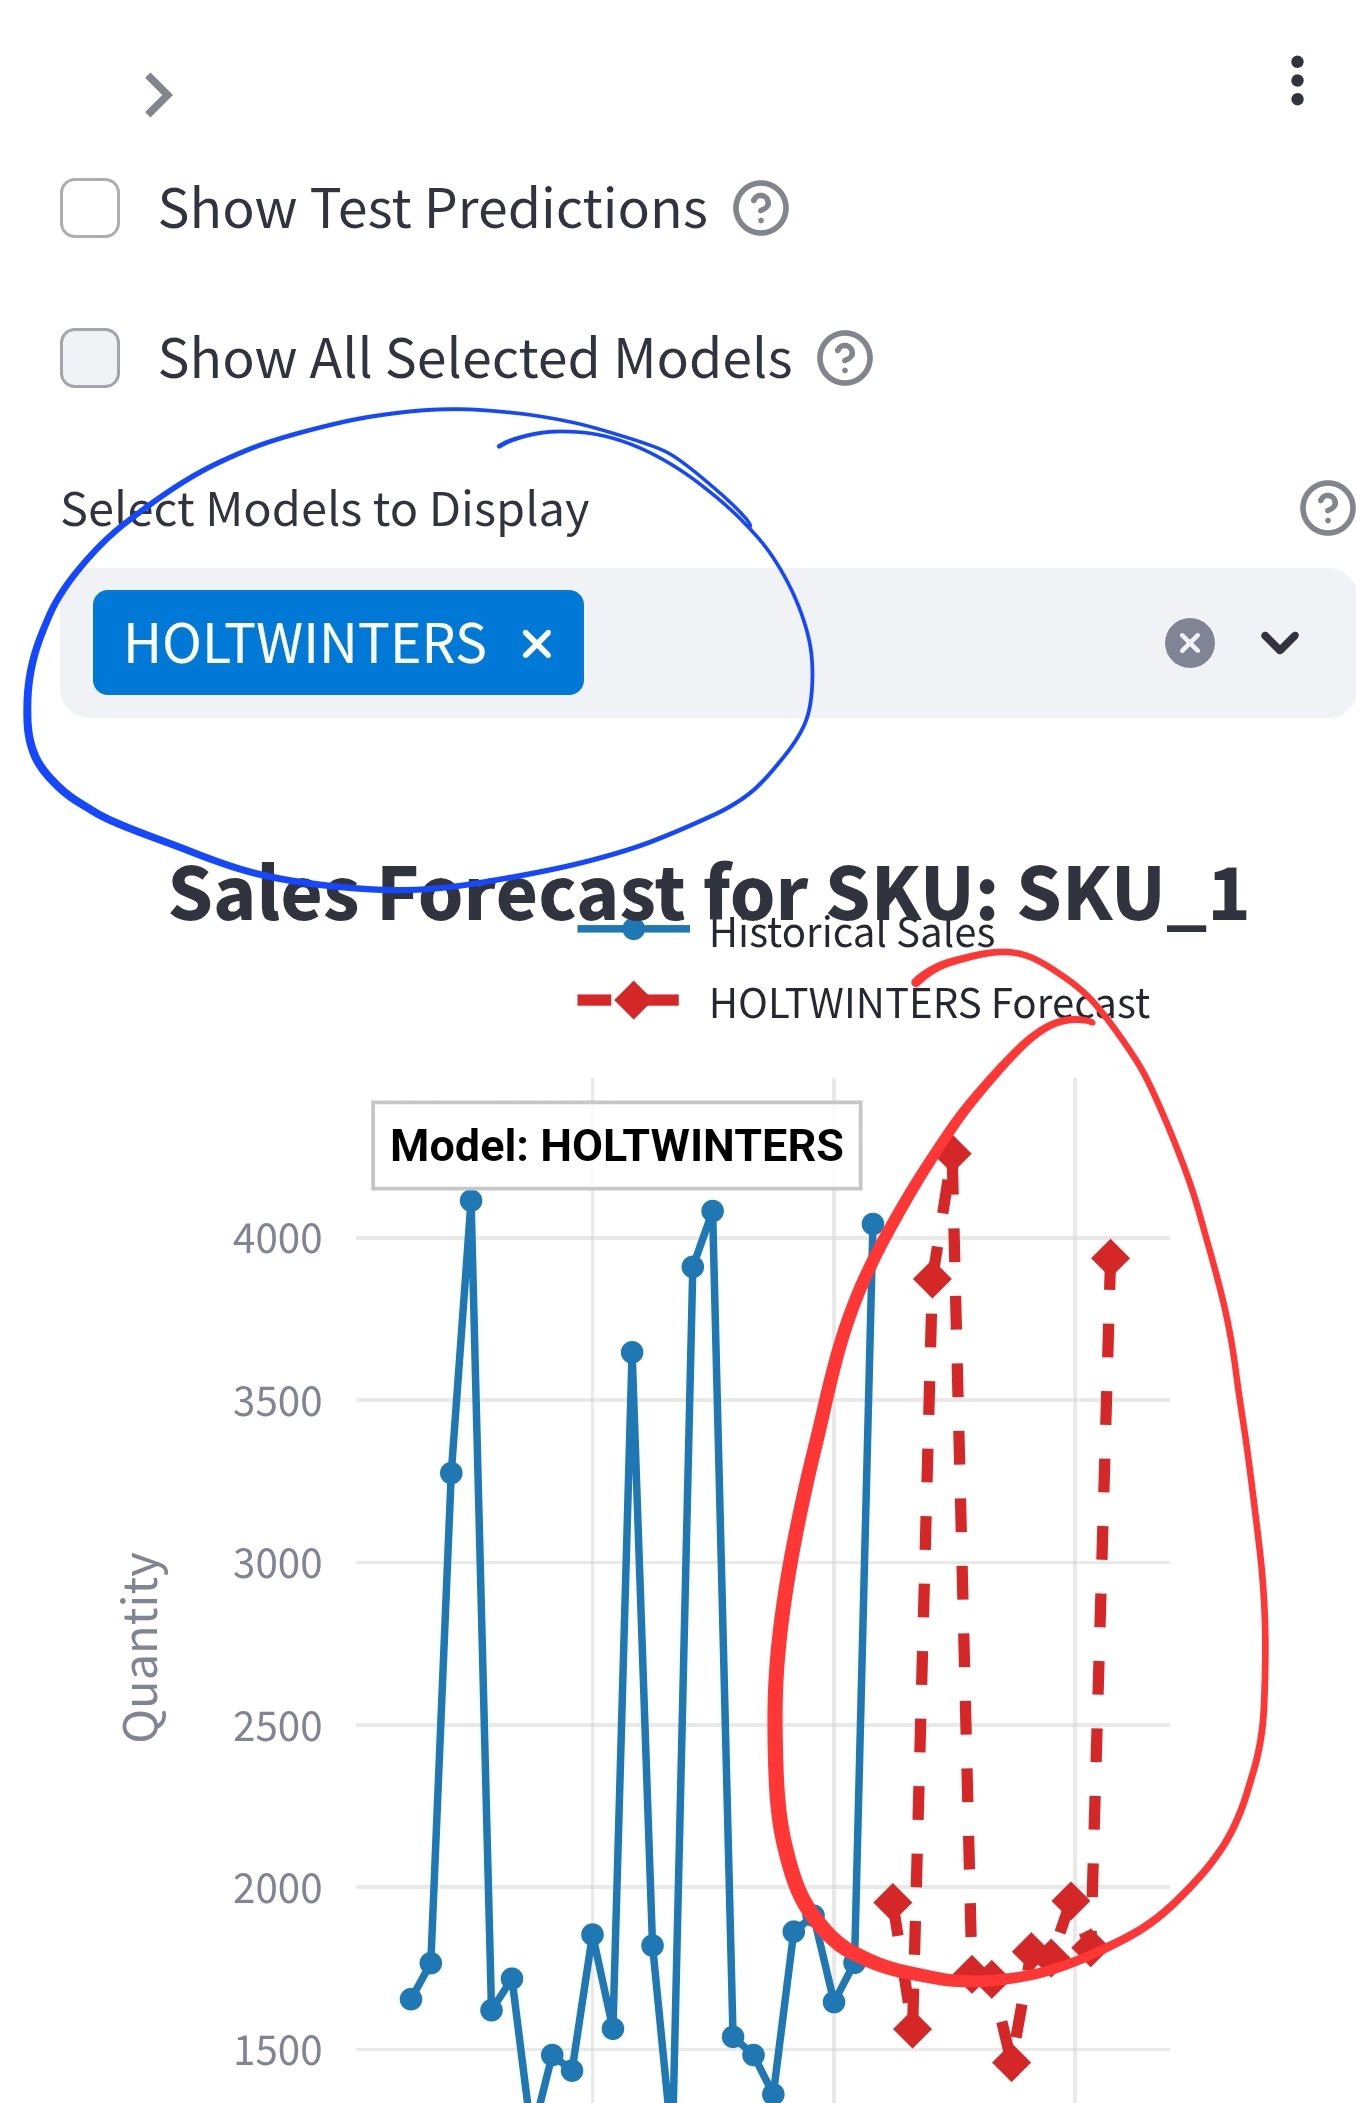 Show Test Predictions
Show All Selected Models
Select Models to Display
HOLTWINTERS
Sales Forecast for SKU: SKU_1
Historical Sales
HOLTWINTERS Forecast
Model: HOLTWINTERS
4000
3500
3000
2500
2000
1500
Quantity